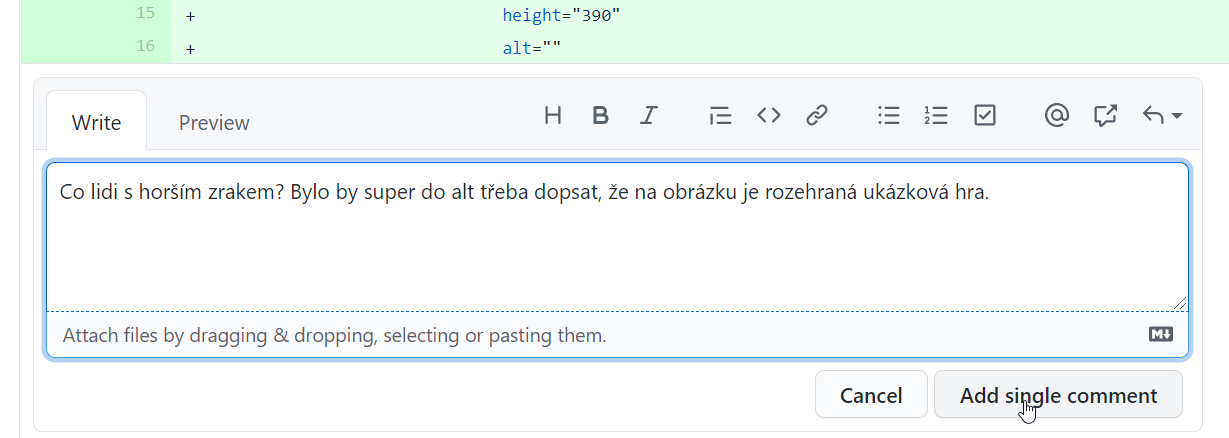 15 + height="390"
16 + alt=""
Write Preview H B I @
Co lidi s horším zrakem? Bylo by super do alt třeba dopsat, že na obrázku je rozehraná ukázková hra.
Attach files by dragging & dropping, selecting or pasting them. M
Cancel Add single comment